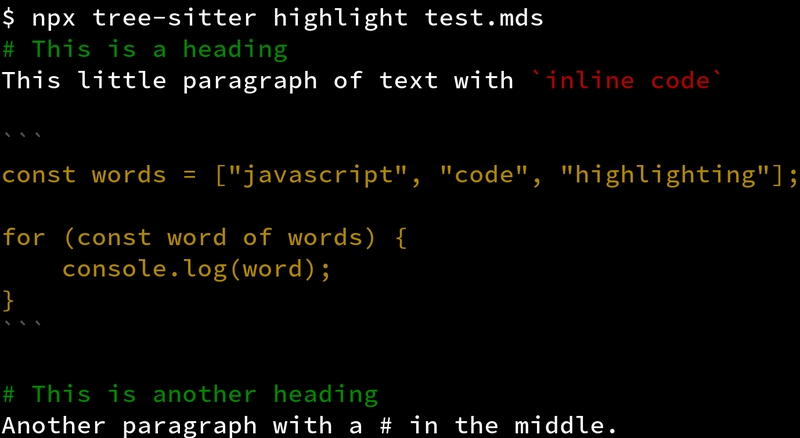 $ npx tree-sitter highlight test.mds
# This is a heading
This little paragraph of text with `inline code`

```
const words = ["javascript", "code", "highlighting"];

for (const word of words) {
    console.log(word);
}
```

# This is another heading
Another paragraph with a # in the middle.